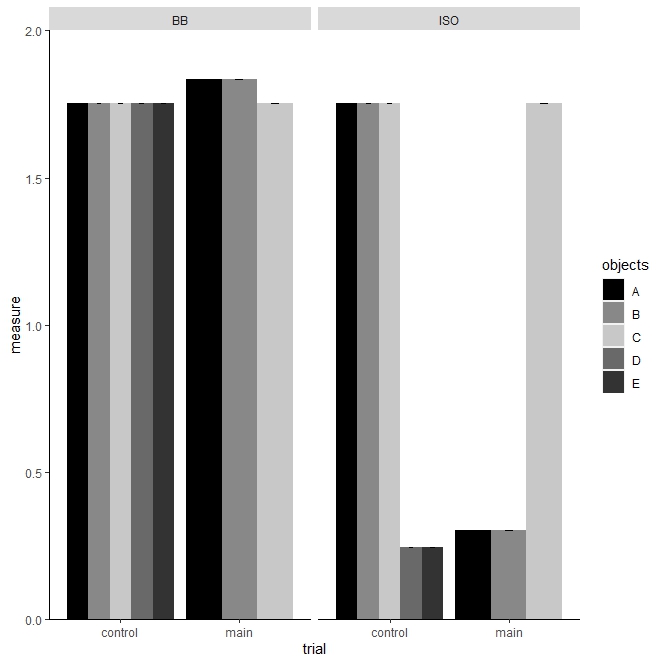 BB
ISO
2.0
1.5
1.0
0.5
0.0
measure
control
main
control
main
trial
objects
A
B
C
D
E